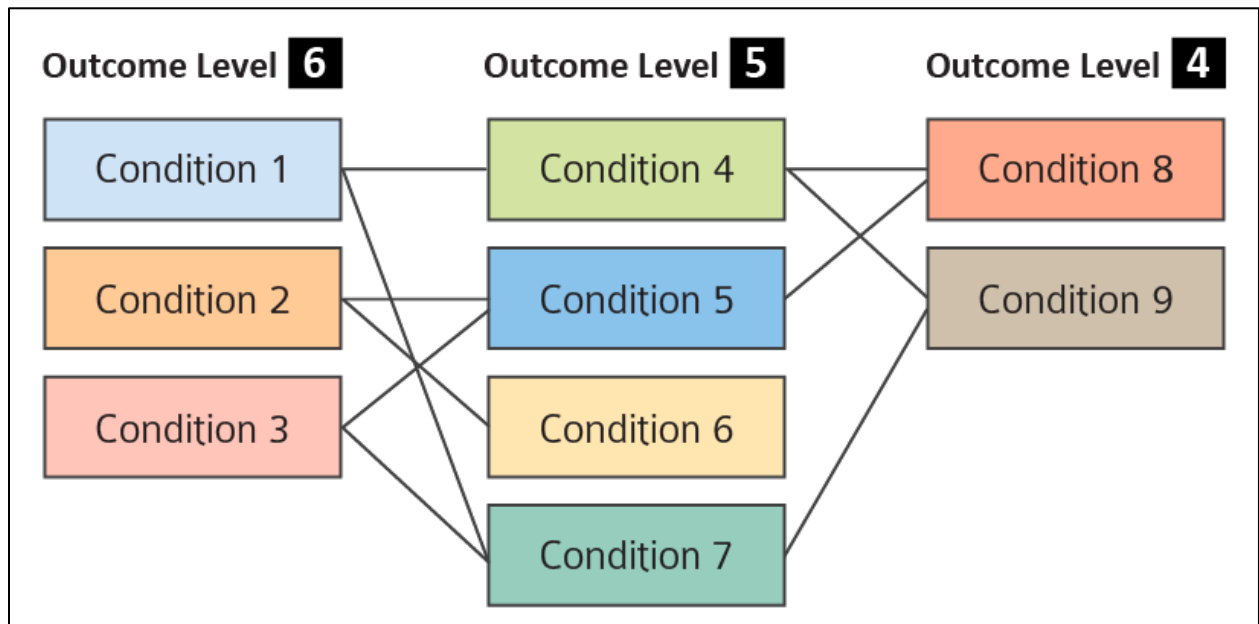 Outcome Level 6
Outcome Level 5
Outcome Level 4
Condition 1
Condition 4
Condition 8
Condition 2
Condition 5
Condition 9
Condition 3
Condition 6
Condition 7